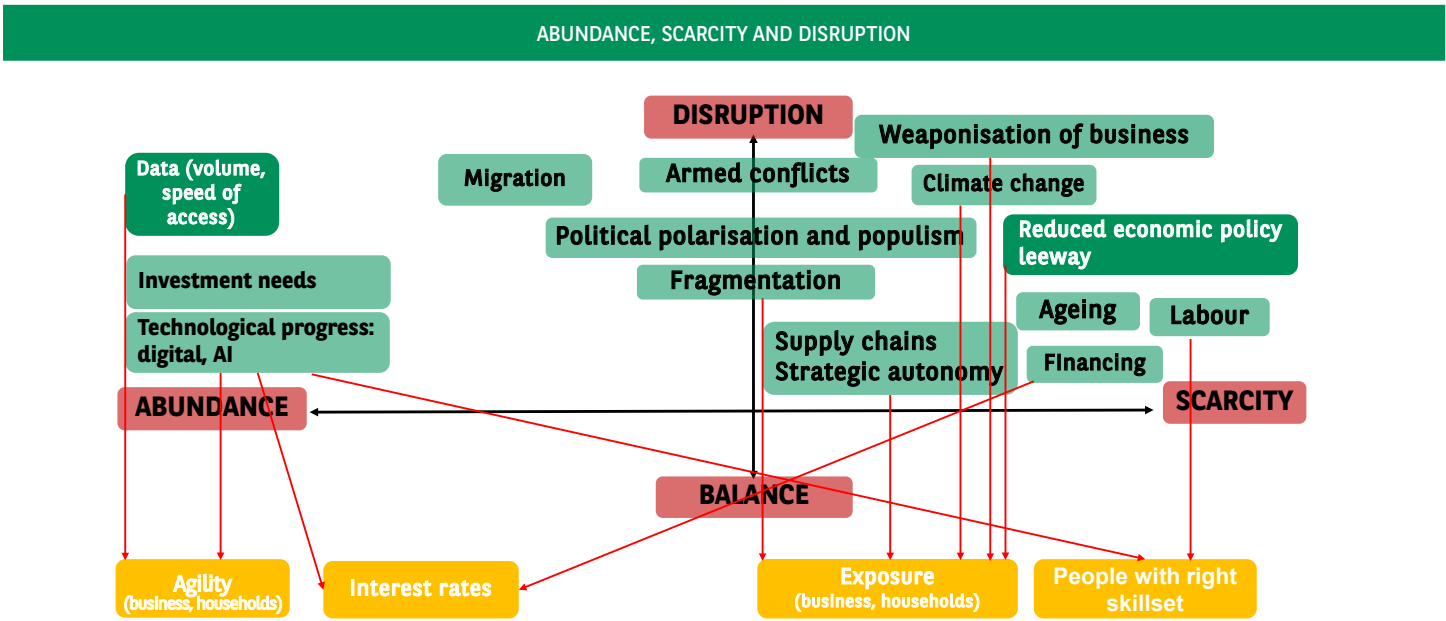 ABUNDANCE, SCARCITY AND DISRUPTION
DISRUPTION
Weaponisation of business
Data (volume,
speed of
access)
Migration
Armed conflicts
Climate change
Political polarisation and populism
Reduced economic policy
leeway
Fragmentation
Investment needs
Ageing
Labour
Technological progress:
digital, AI
Supply chains
Strategic autonomy
FInancing
ABUNDANCE
SCARCITY
BALANCE
Agility
(business, households)
Interest rates
Exposure
(business, households)
People with right
skillset